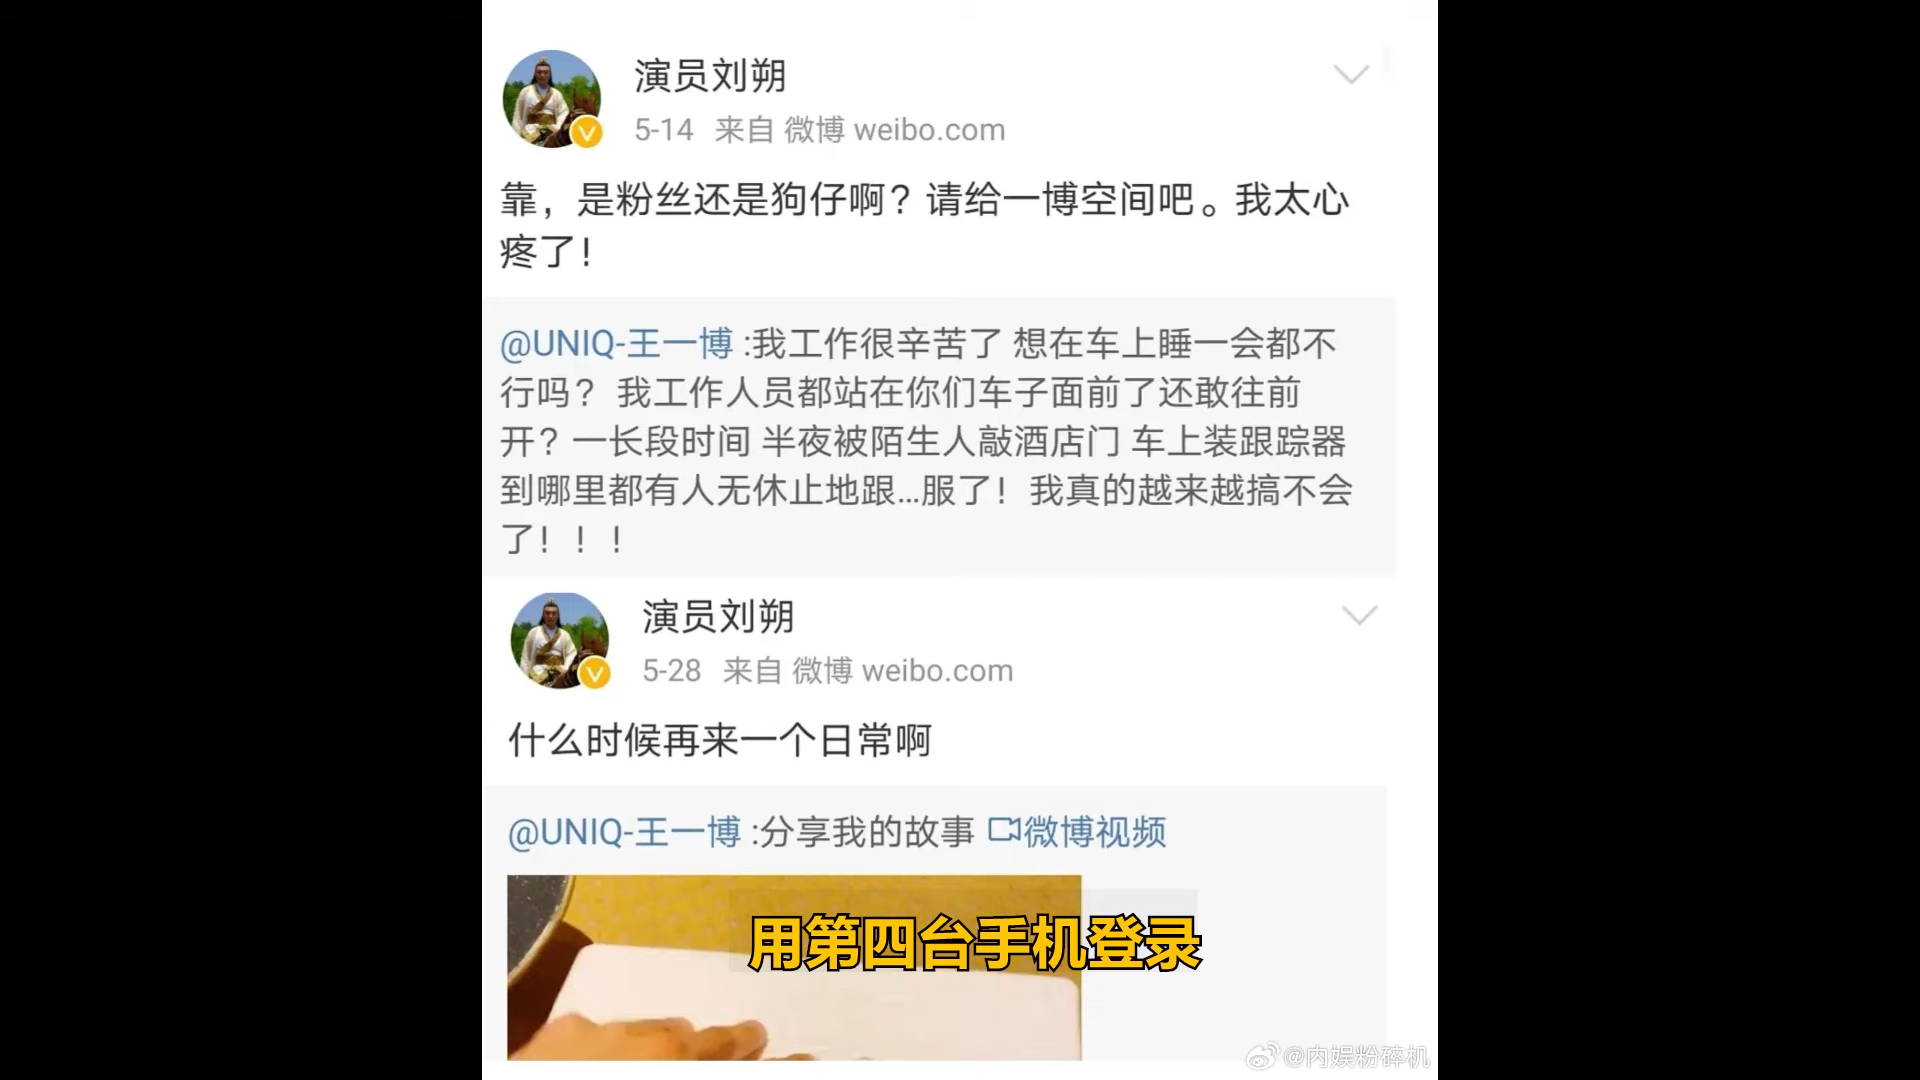 演员刘朔
5-14 来自 微博 weibo.com
靠，是粉丝还是狗仔啊？请给一博空间吧。我太心
疼了！
@UNIQ-王一博 :我工作很辛苦了 想在车上睡一会都不
行吗？ 我工作人员都站在你们车子面前了还敢往前
开？一长段时间 半夜被陌生人敲酒店门 车上装跟踪器
到哪里都有人无休止地跟...服了！ 我真的越来越搞不会
了！！！
演员刘朔
5-28 来自 微博 weibo.com
什么时候再来一个日常啊
@UNIQ-王一博 :分享我的故事 微博视频
用第四台手机登录
@内娱粉碎机